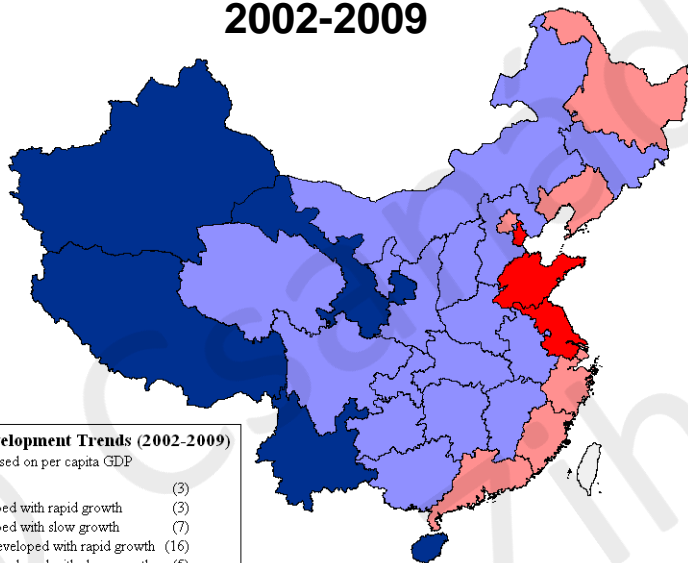 2002-2009
velopment Trends (2002-2009)
sed on per capita GDP
(3)
ped with rapid growth (3)
ped with slow growth (7)
eveloped with rapid growth (16)